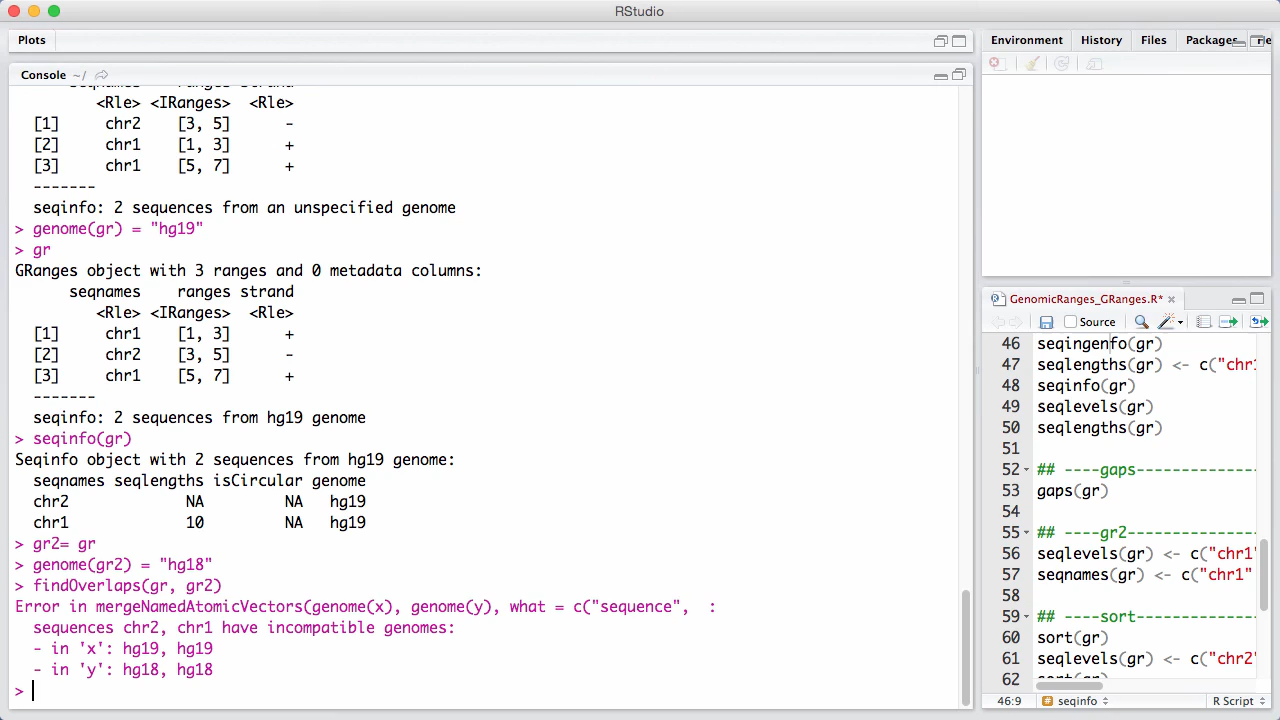 RStudio
Plots
Console ~/
seqnames ranges strand
<Rle> <IRanges> <Rle>
[1] chr2 [3, 5] -
[2] chr1 [1, 3] +
[3] chr1 [5, 7] +
-------
seqinfo: 2 sequences from an unspecified genome
> genome(gr) = "hg19"
> gr
GRanges object with 3 ranges and 0 metadata columns:
seqnames ranges strand
<Rle> <IRanges> <Rle>
[1] chr1 [1, 3] +
[2] chr2 [3, 5] -
[3] chr1 [5, 7] +
-------
seqinfo: 2 sequences from hg19 genome
> seqinfo(gr)
Seqinfo object with 2 sequences from hg19 genome:
seqnames seqlengths isCircular genome
chr2 NA NA hg19
chr1 10 NA hg19
> gr2= gr
> genome(gr2) = "hg18"
> findOverlaps(gr, gr2)
Error in mergeNamedAtomicVectors(genome(x), genome(y), what = c("sequence",  :
sequences chr2, chr1 have incompatible genomes:
- in 'x': hg19, hg19
- in 'y': hg18, hg18
>
Environment History Files Packages
GenomicRanges_GRanges.R*
Source
46 seqingenfo(gr)
47 seqlengths(gr) <- c("chr1
48 seqinfo(gr)
49 seqlevels(gr)
50 seqlengths(gr)
51
52 ## ----gaps--------------
53 gaps(gr)
54
55 ## ----gr2---------------
56 seqlevels(gr) <- c("chr1"
57 seqnames(gr) <- c("chr1"
58
59 ## ----sort--------------
60 sort(gr)
61 seqlevels(gr) <- c("chr2"
62 sort(gr)
46:9 # seqinfo R Script